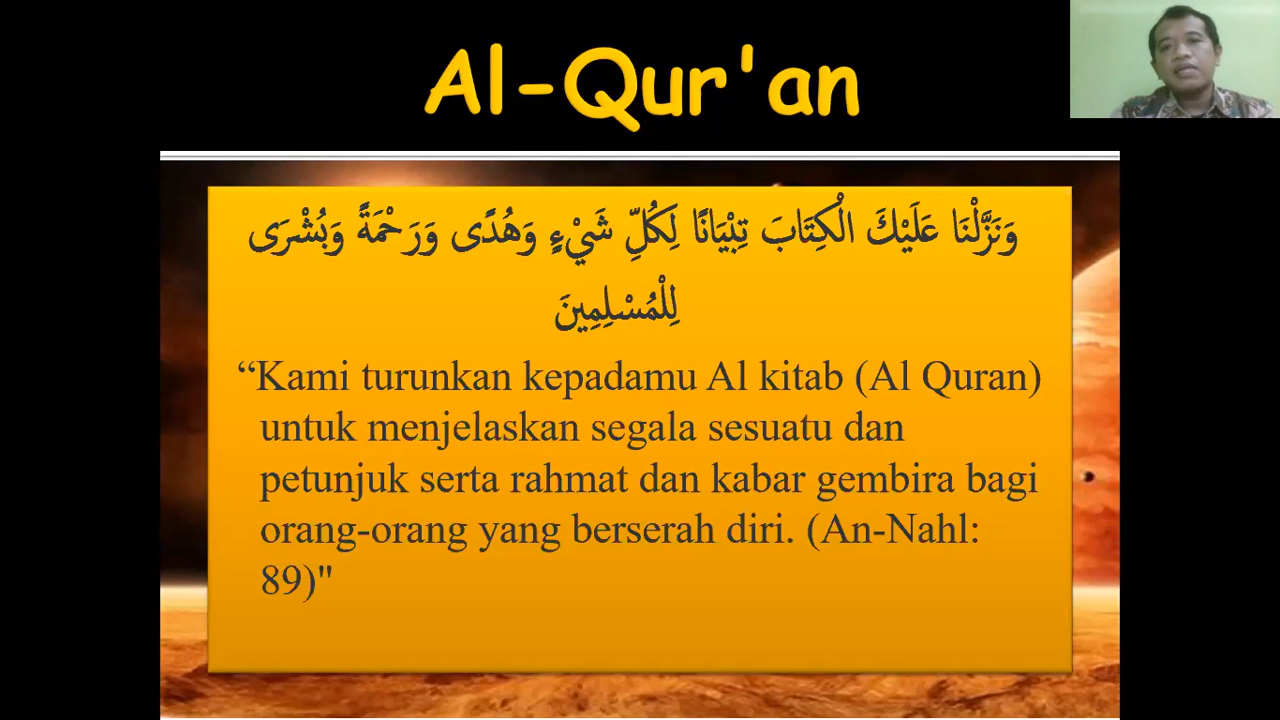 Al-Qur'an
وَنَزَّلْنَا عَلَيْكَ الْكِتَابَ تِبْيَانًا لِكُلِّ شَيْءٍ وَهُدًى وَرَحْمَةً وَبُشْرَى
لِلْمُسْلِمِينَ
“Kami turunkan kepadamu Al kitab (Al Quran)
untuk menjelaskan segala sesuatu dan
petunjuk serta rahmat dan kabar gembira bagi
orang-orang yang berserah diri. (An-Nahl:
89)"